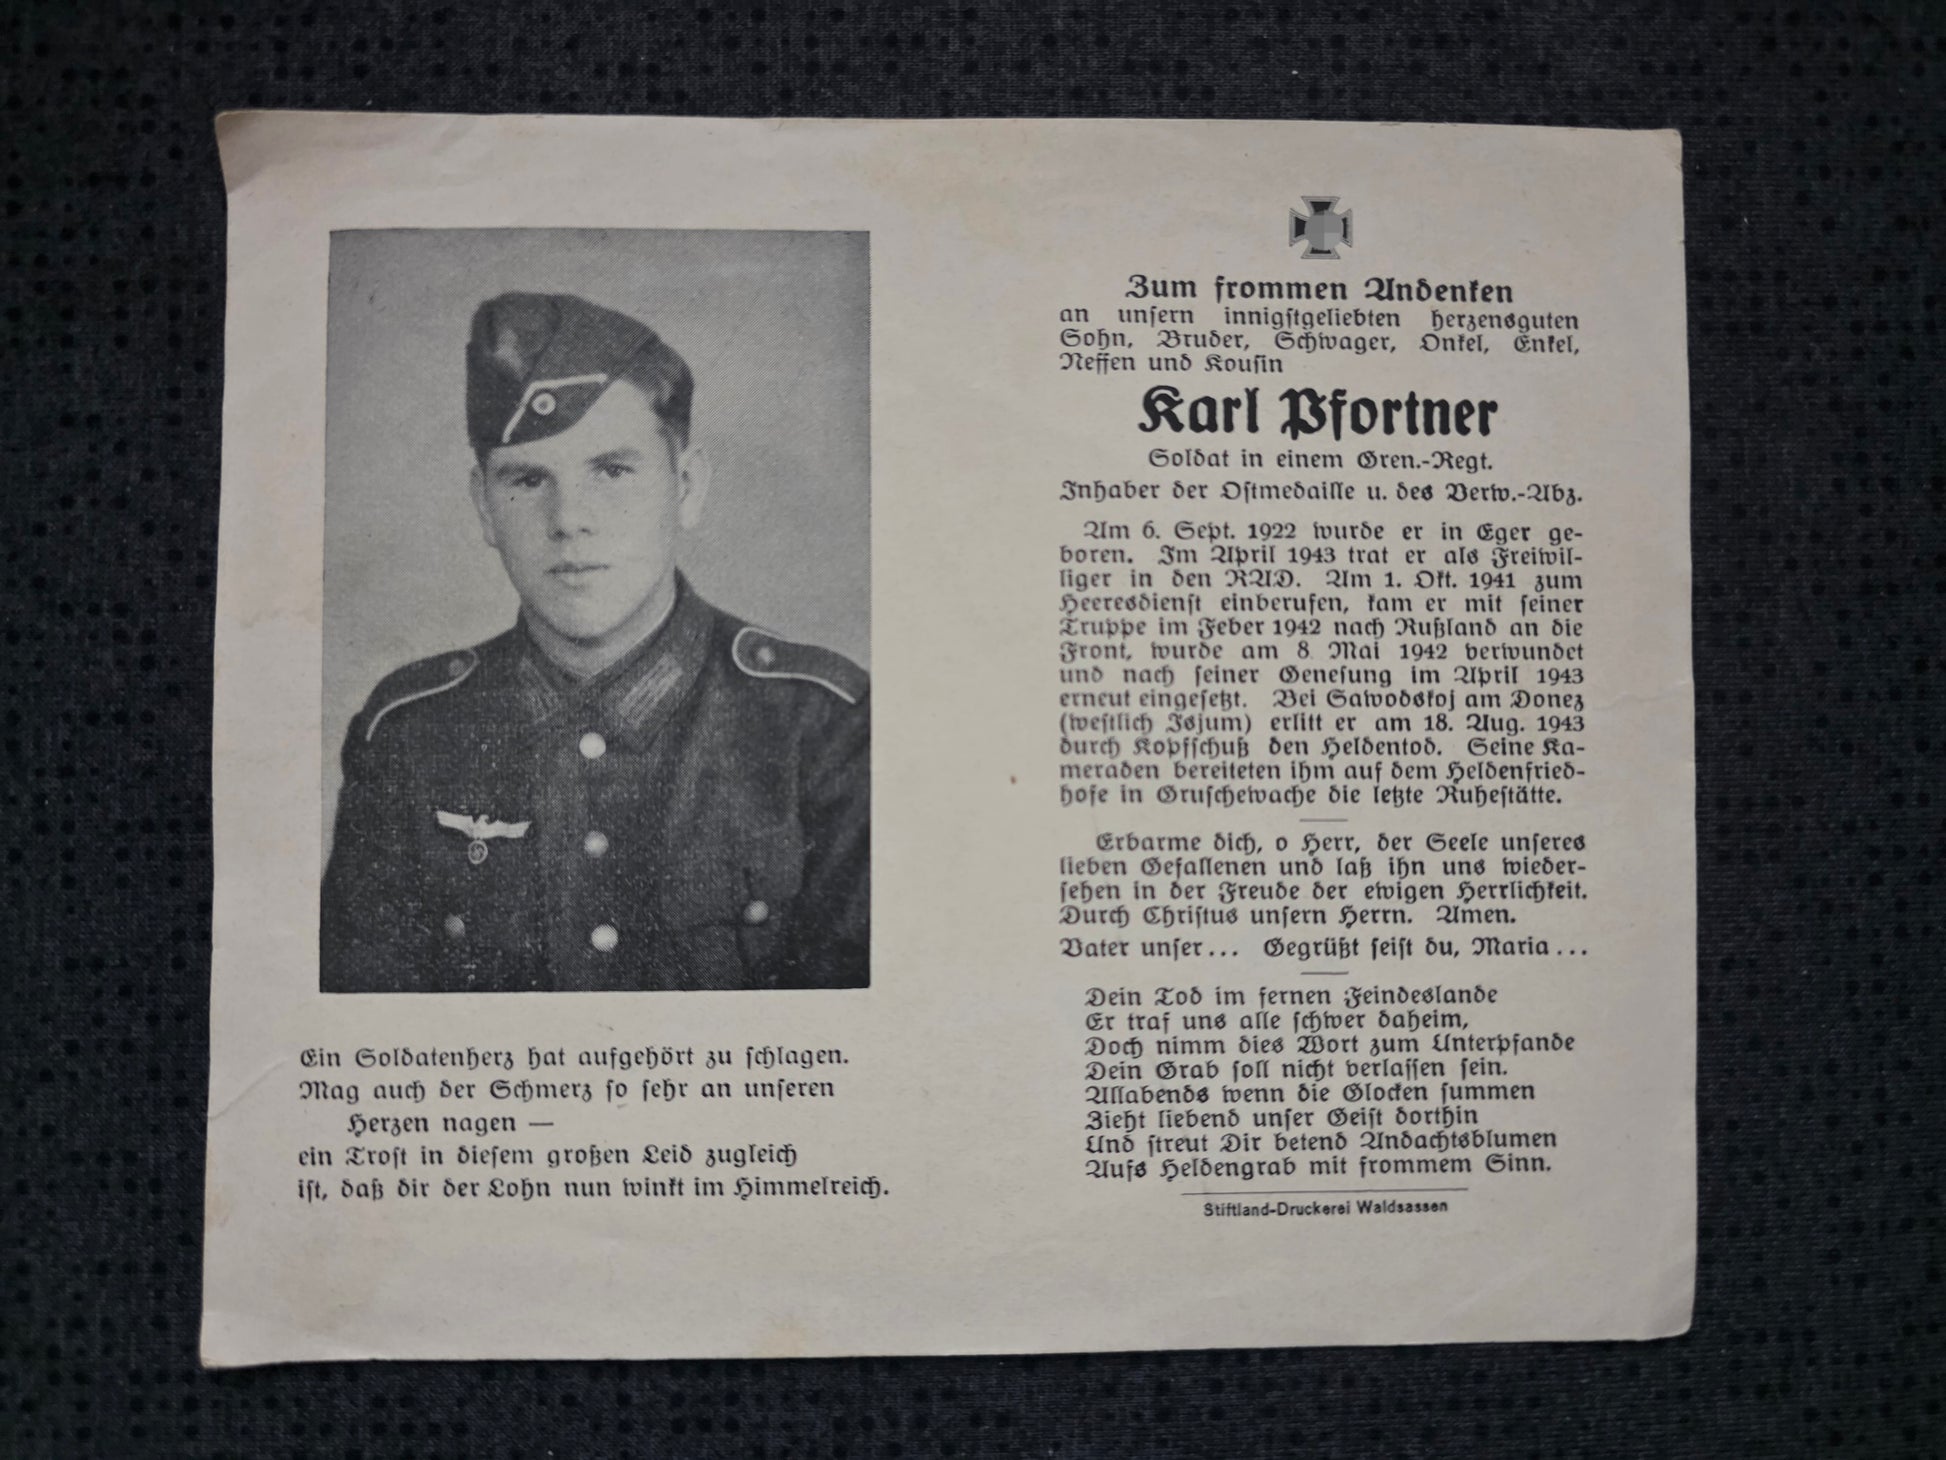 Ein Soldatenherz hat aufgehört zu schlagen.
Mag auch der Schmerz so sehr an unseren
Herzen nagen —
ein Trost in diesem großen Leid zugleich
ist, daß dir der Lohn nun winkt im Himmelreich.
Zum frommen Andenken
an unsern innigstgeliebten herzensguten
Sohn, Bruder, Schwager, Onkel, Enkel,
Neffen und Kousin
Karl Pfortner
Soldat in einem Gren.-Regt.
Inhaber der Ostmedaille u. des Verw.-Abz.
Am 6. Sept. 1922 wurde er in Eger ge-
boren. Im April 1943 trat er als Freiwil-
liger in den RAD. Am 1. Okt. 1941 zum
Heeresdienst einberufen, kam er mit seiner
Truppe im Feber 1942 nach Rußland an die
Front, wurde am 8. Mai 1942 verwundet
und nach seiner Genesung im April 1943
erneut eingesetzt. Bei Sawodskoj am Donez
(westlich Isjum) erlitt er am 18. Aug. 1943
durch Kopfschuß den Heldentod. Seine Ka-
meraden bereiteten ihm auf dem Heldenfried-
hofe in Gruschewache die letzte Ruhestätte.
Erbarme dich, o Herr, der Seele unseres
lieben Gefallenen und laß ihn uns wieder-
sehen in der Freude der ewigen Herrlichkeit.
Durch Christus unsern Herrn. Amen.
Vater unser... Gegrüßt seist du, Maria...
Dein Tod im fernen Feindeslande
Er traf uns alle schwer daheim,
Doch nimm dies Wort zum Unterpfande
Dein Grab soll nicht verlassen sein.
Allabends wenn die Glocken summen
Zieht liebend unser Geist dorthin
Und streut Dir betend Andachtsblumen
Aufs Heldengrab mit frommem Sinn.
Stiftland-Druckerei Waldsassen